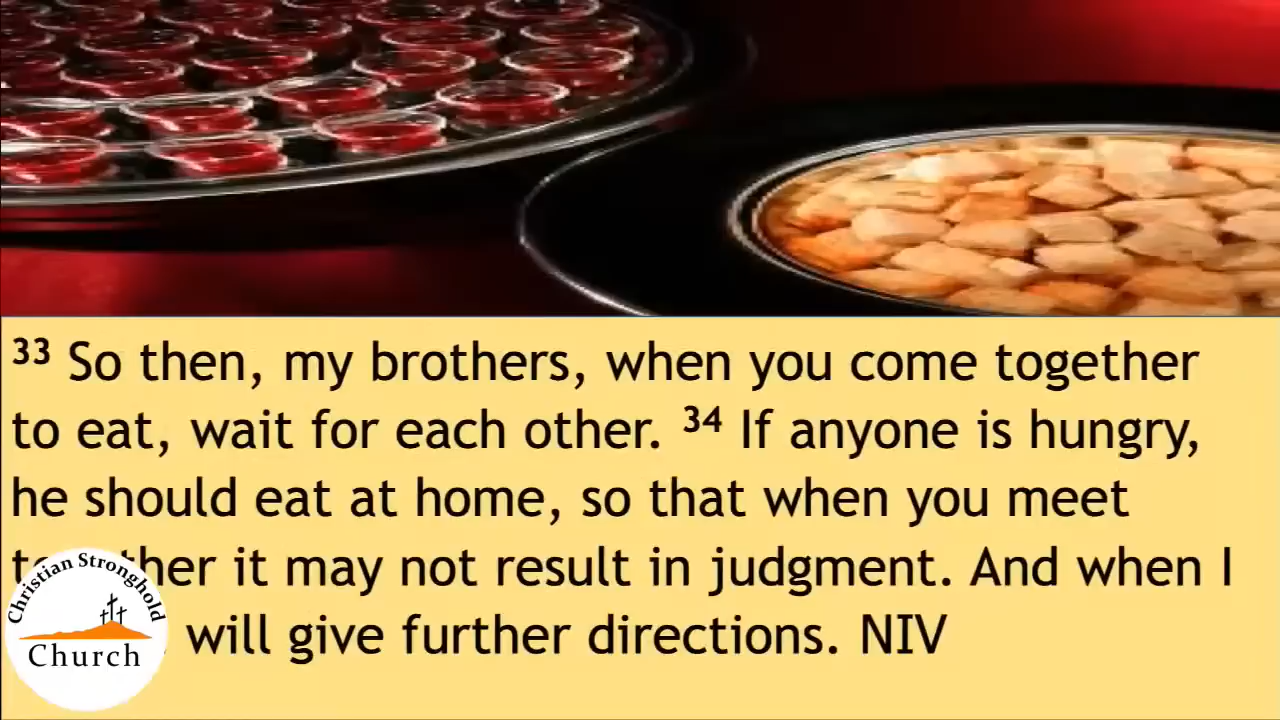 33 So then, my brothers, when you come together
to eat, wait for each other. 34 If anyone is hungry,
he should eat at home, so that when you meet
it may not result in judgment. And when I
will give further directions. NIV
Christian Stronghold
Church